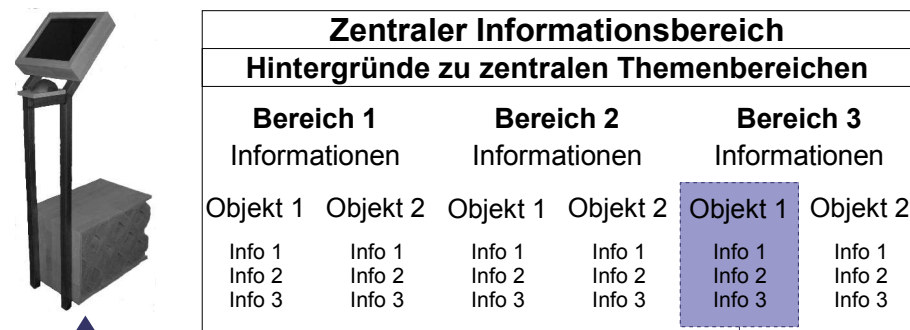 Zentraler Informationsbereich
Hintergründe zu zentralen Themenbereichen
Bereich 1 Bereich 2 Bereich 3
Informationen Informationen Informationen
Objekt 1 Objekt 2 Objekt 1 Objekt 2 Objekt 1 Objekt 2
Info 1 Info 1 Info 1 Info 1 Info 1 Info 1
Info 2 Info 2 Info 2 Info 2 Info 2 Info 2
Info 3 Info 3 Info 3 Info 3 Info 3 Info 3